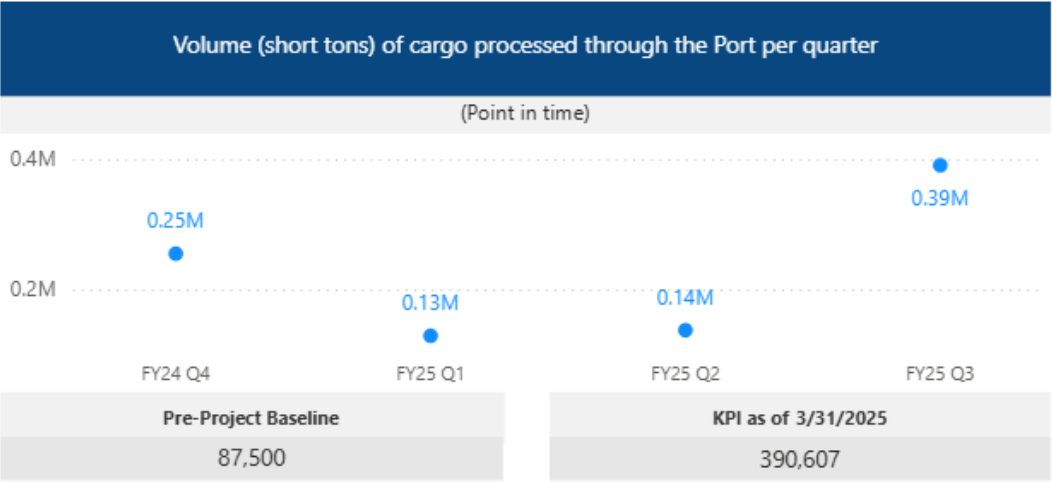 Volume (short tons) of cargo processed through the Port per quarter
(Point in time)
0.4M
0.39M
0.25M
0.2M
0.13M
0.14M
FY24 Q4 FY25 Q1 FY25 Q2 FY25 Q3
Pre-Project Baseline KPI as of 3/31/2025
87,500 390,607